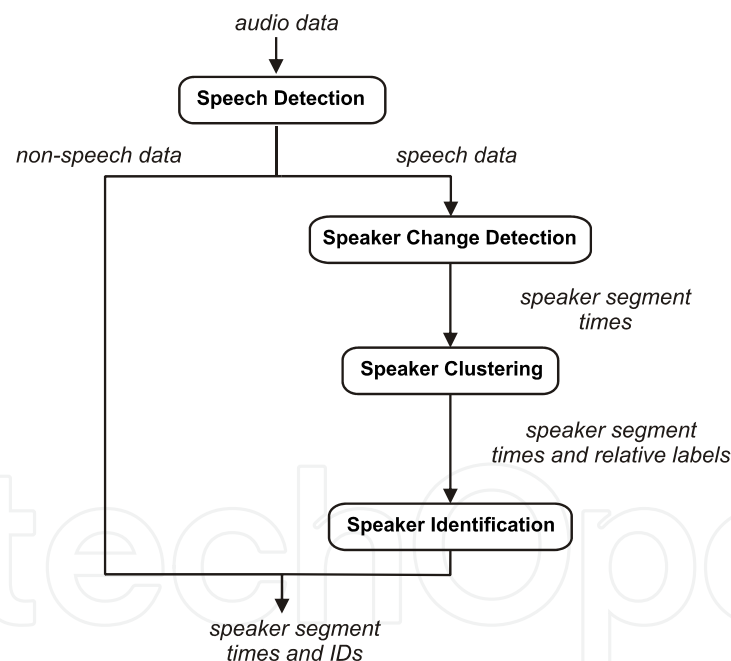 audio data
Speech Detection
non-speech data
speech data
Speaker Change Detection
speaker segment
times
Speaker Clustering
speaker segment
times and relative labels
Speaker Identification
speaker segment
times and IDs
techOp